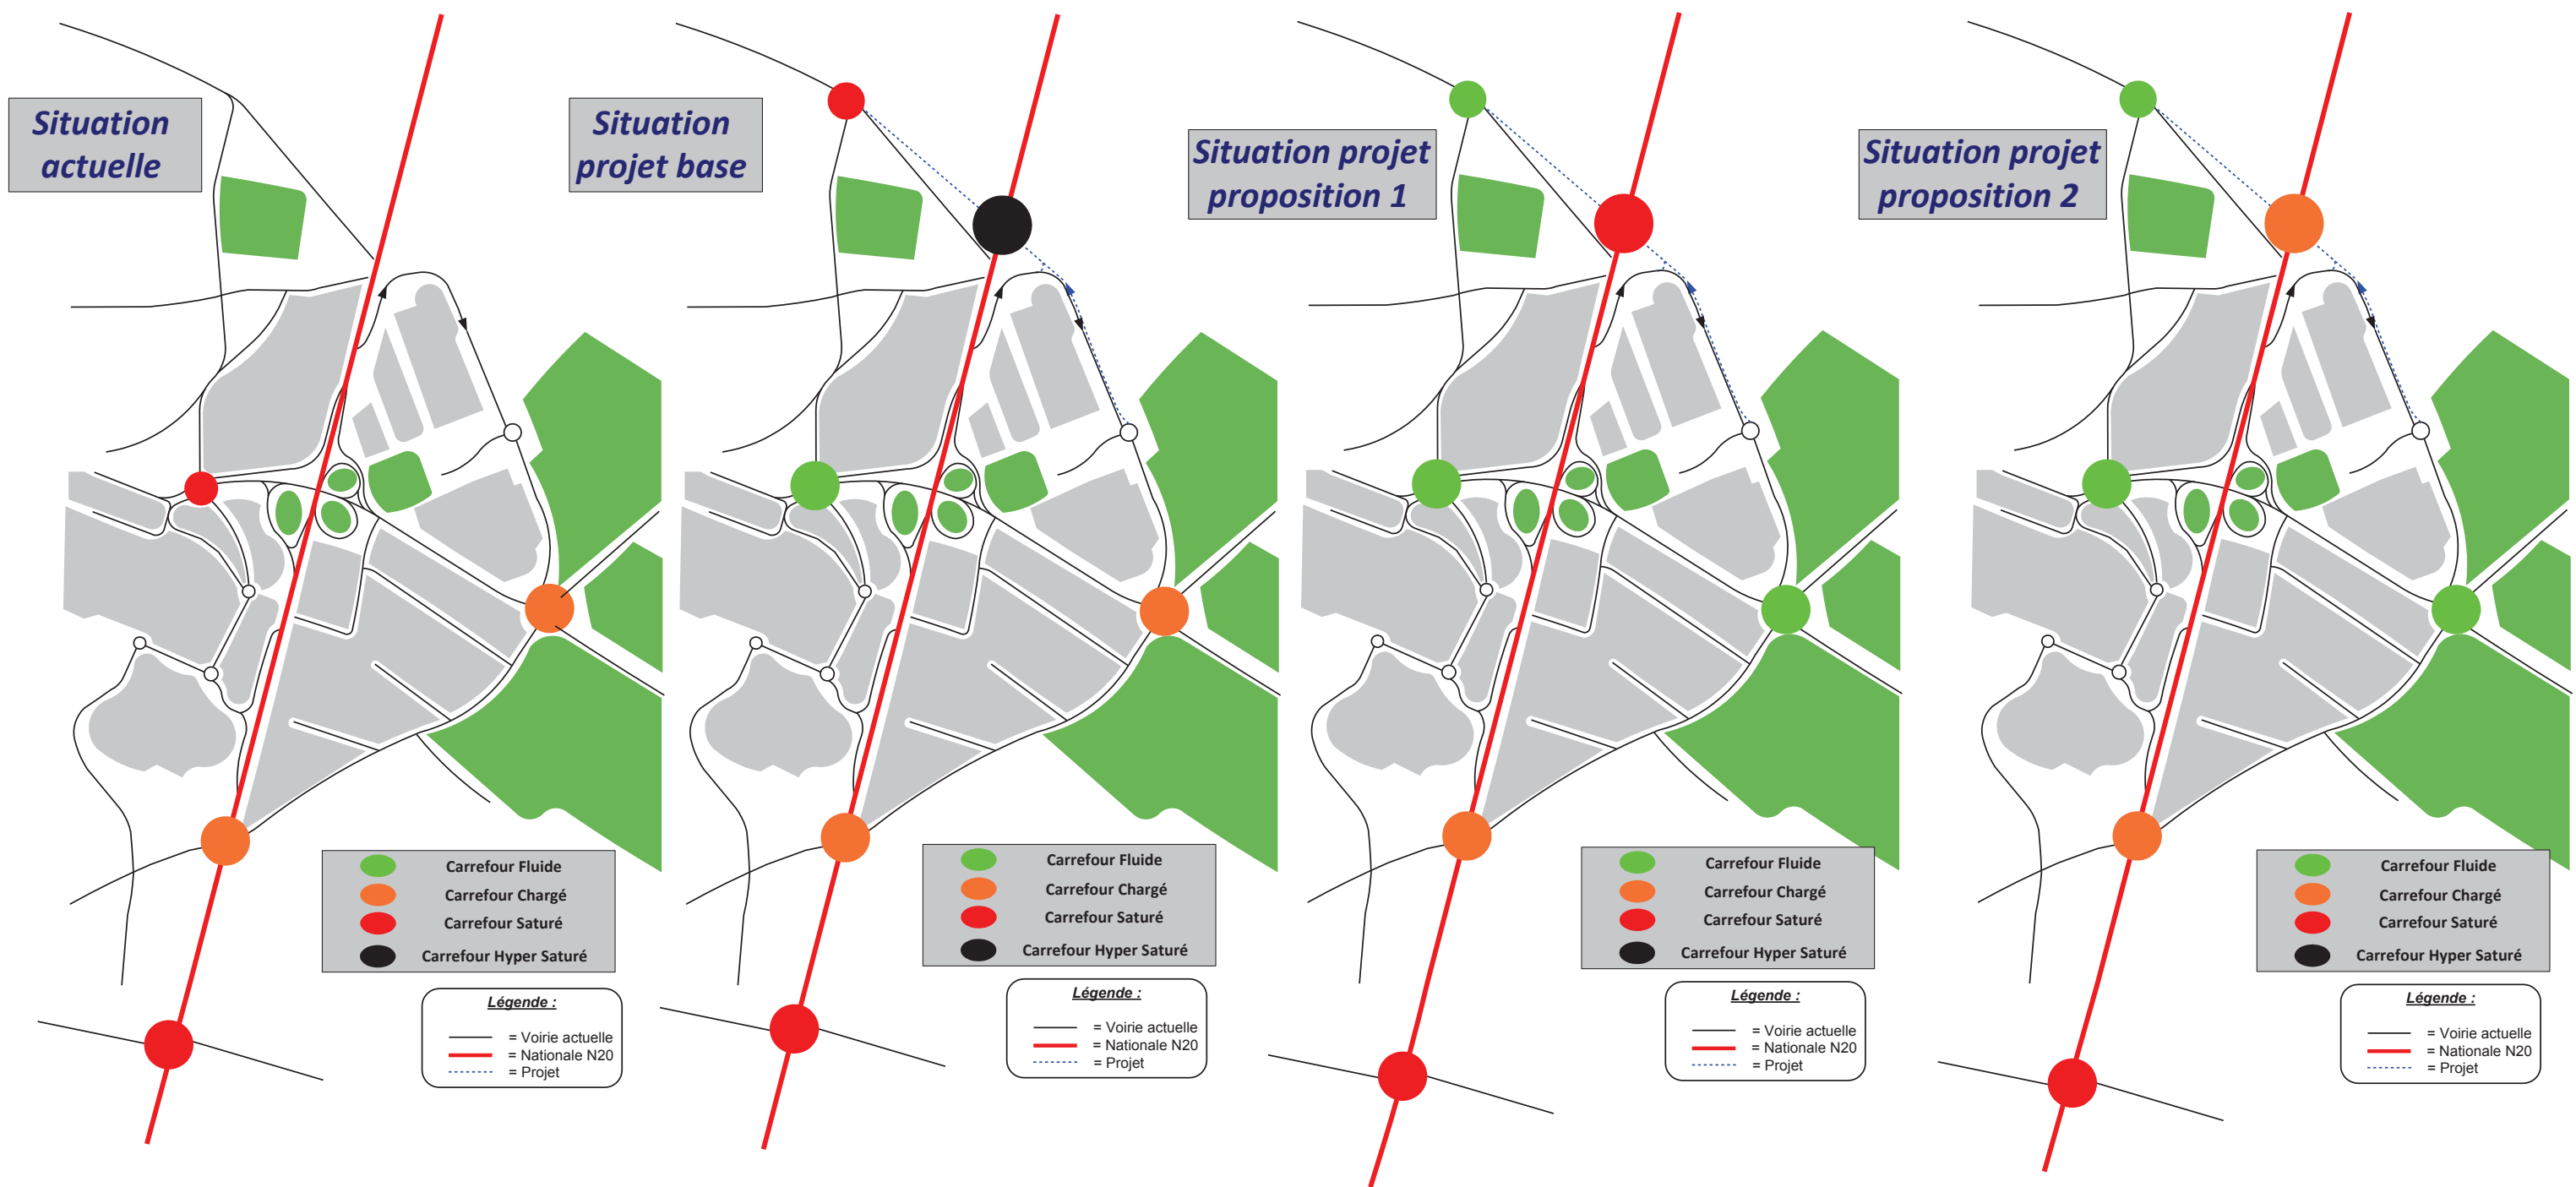 Situation
actuelle
Carrefour Fluide
Carrefour Chargé
Carrefour Saturé
Carrefour Hyper Saturé
Légende :
= Voirie actuelle
= Nationale N20
= Projet
Situation
projet base
Carrefour Fluide
Carrefour Chargé
Carrefour Saturé
Carrefour Hyper Saturé
Légende :
= Voirie actuelle
= Nationale N20
= Projet
Situation projet
proposition 1
Carrefour Fluide
Carrefour Chargé
Carrefour Saturé
Carrefour Hyper Saturé
Légende :
= Voirie actuelle
= Nationale N20
= Projet
Situation projet
proposition 2
Carrefour Fluide
Carrefour Chargé
Carrefour Saturé
Carrefour Hyper Saturé
Légende :
= Voirie actuelle
= Nationale N20
= Projet